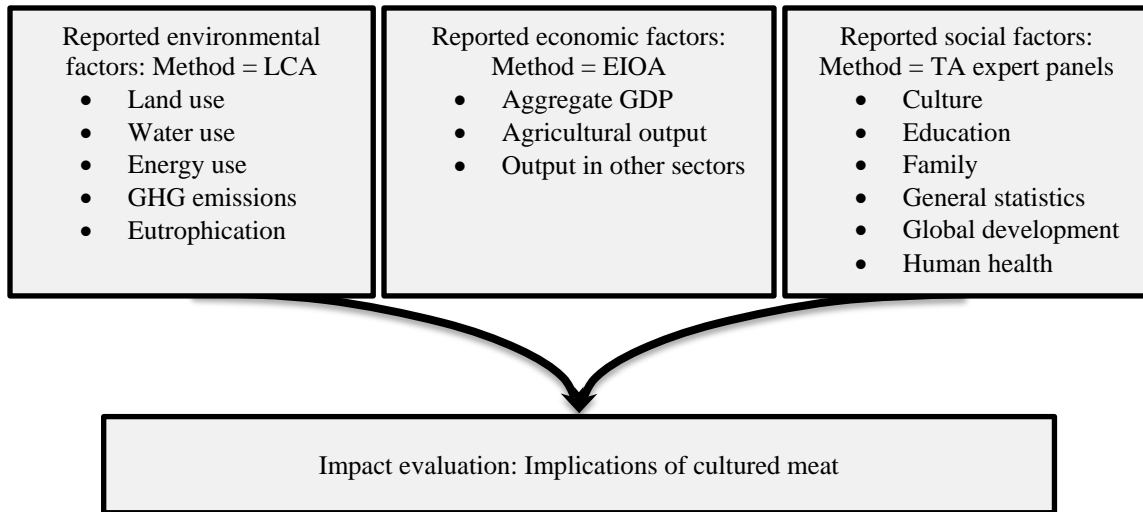 Reported environmental
factors: Method = LCA
• Land use
• Water use
• Energy use
• GHG emissions
• Eutrophication
Reported economic factors:
Method = EIOA
• Aggregate GDP
• Agricultural output
• Output in other sectors
Reported social factors:
Method = TA expert panels
• Culture
• Education
• Family
• General statistics
• Global development
• Human health
Impact evaluation: Implications of cultured meat